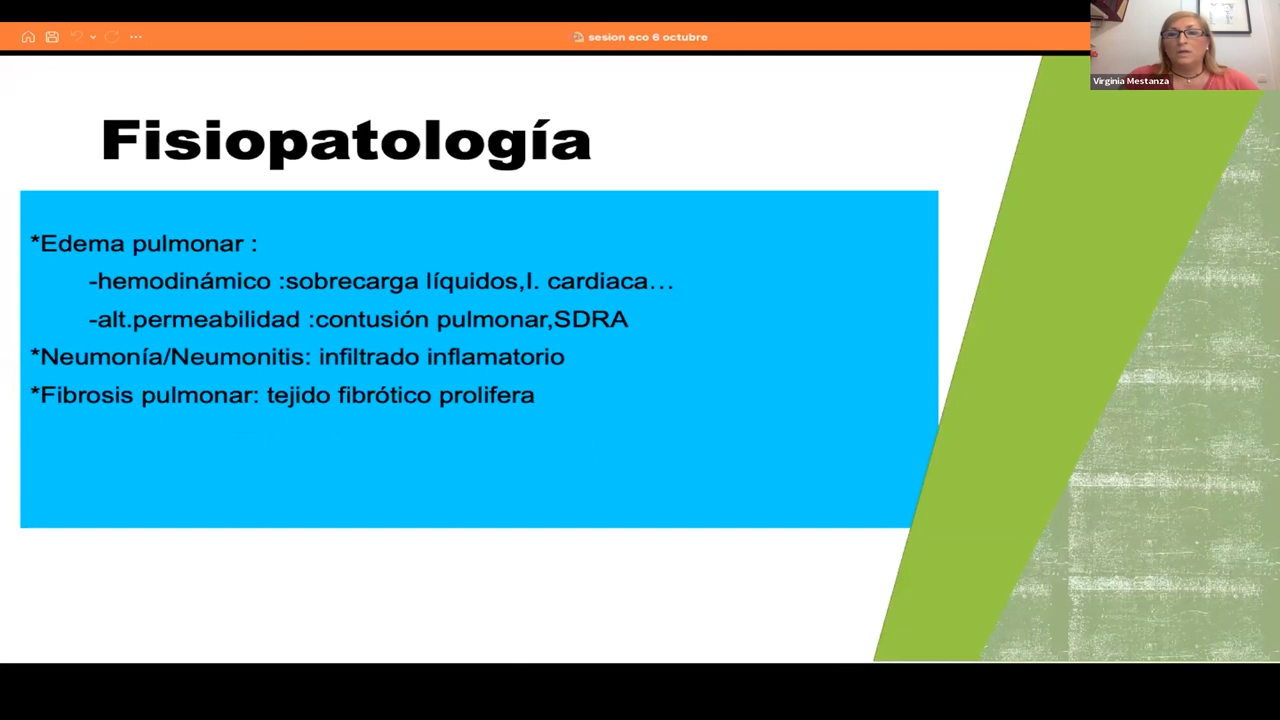 sesion eco 6 octubre
Virginia Mestanza
Fisiopatología
*Edema pulmonar :
-hemodinámico :sobrecarga líquidos,I. cardiaca…
-alt.permeabilidad :contusión pulmonar,SDRA
*Neumonía/Neumonitis: infiltrado inflamatorio
*Fibrosis pulmonar: tejido fibrótico prolifera